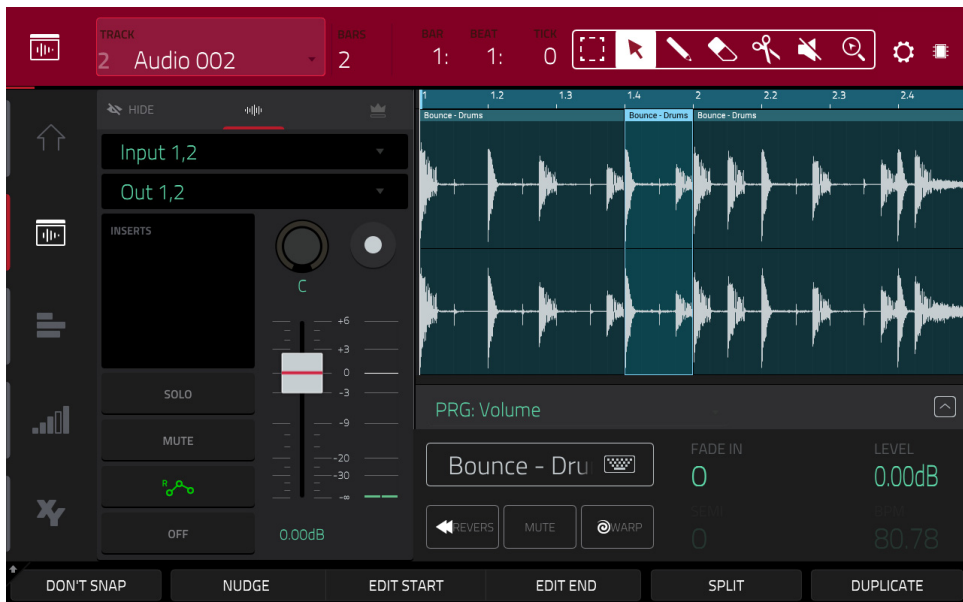 TRACK BARS BAR BEAT TICK
2 Audio 002 2 1: 1: 0
HIDE
1 1.2 1.3 1.4 2 2.2 2.3 2.4
Bounce - Drums Bounce - Drums Bounce - Drums
Input 1,2
Out 1,2
INSERTS
C
+6
+3
0
-3
-9
-20
-30
-∞
0.00dB
SOLO
MUTE
R
OFF
XY
PRG: Volume
Bounce - Dru
FADE IN LEVEL
0 0.00dB
REVERS MUTE WARP
SEMI BPM
0 80.78
DON'T SNAP NUDGE EDIT START EDIT END SPLIT DUPLICATE